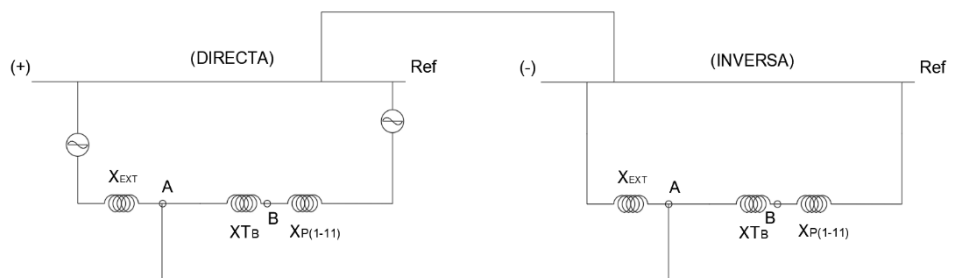 (+)
(DIRECTA)
Ref
XEXT
A
XTB
B
XP(1-11)
(-)
(INVERSA)
Ref
XEXT
A
XTB
B
XP(1-11)